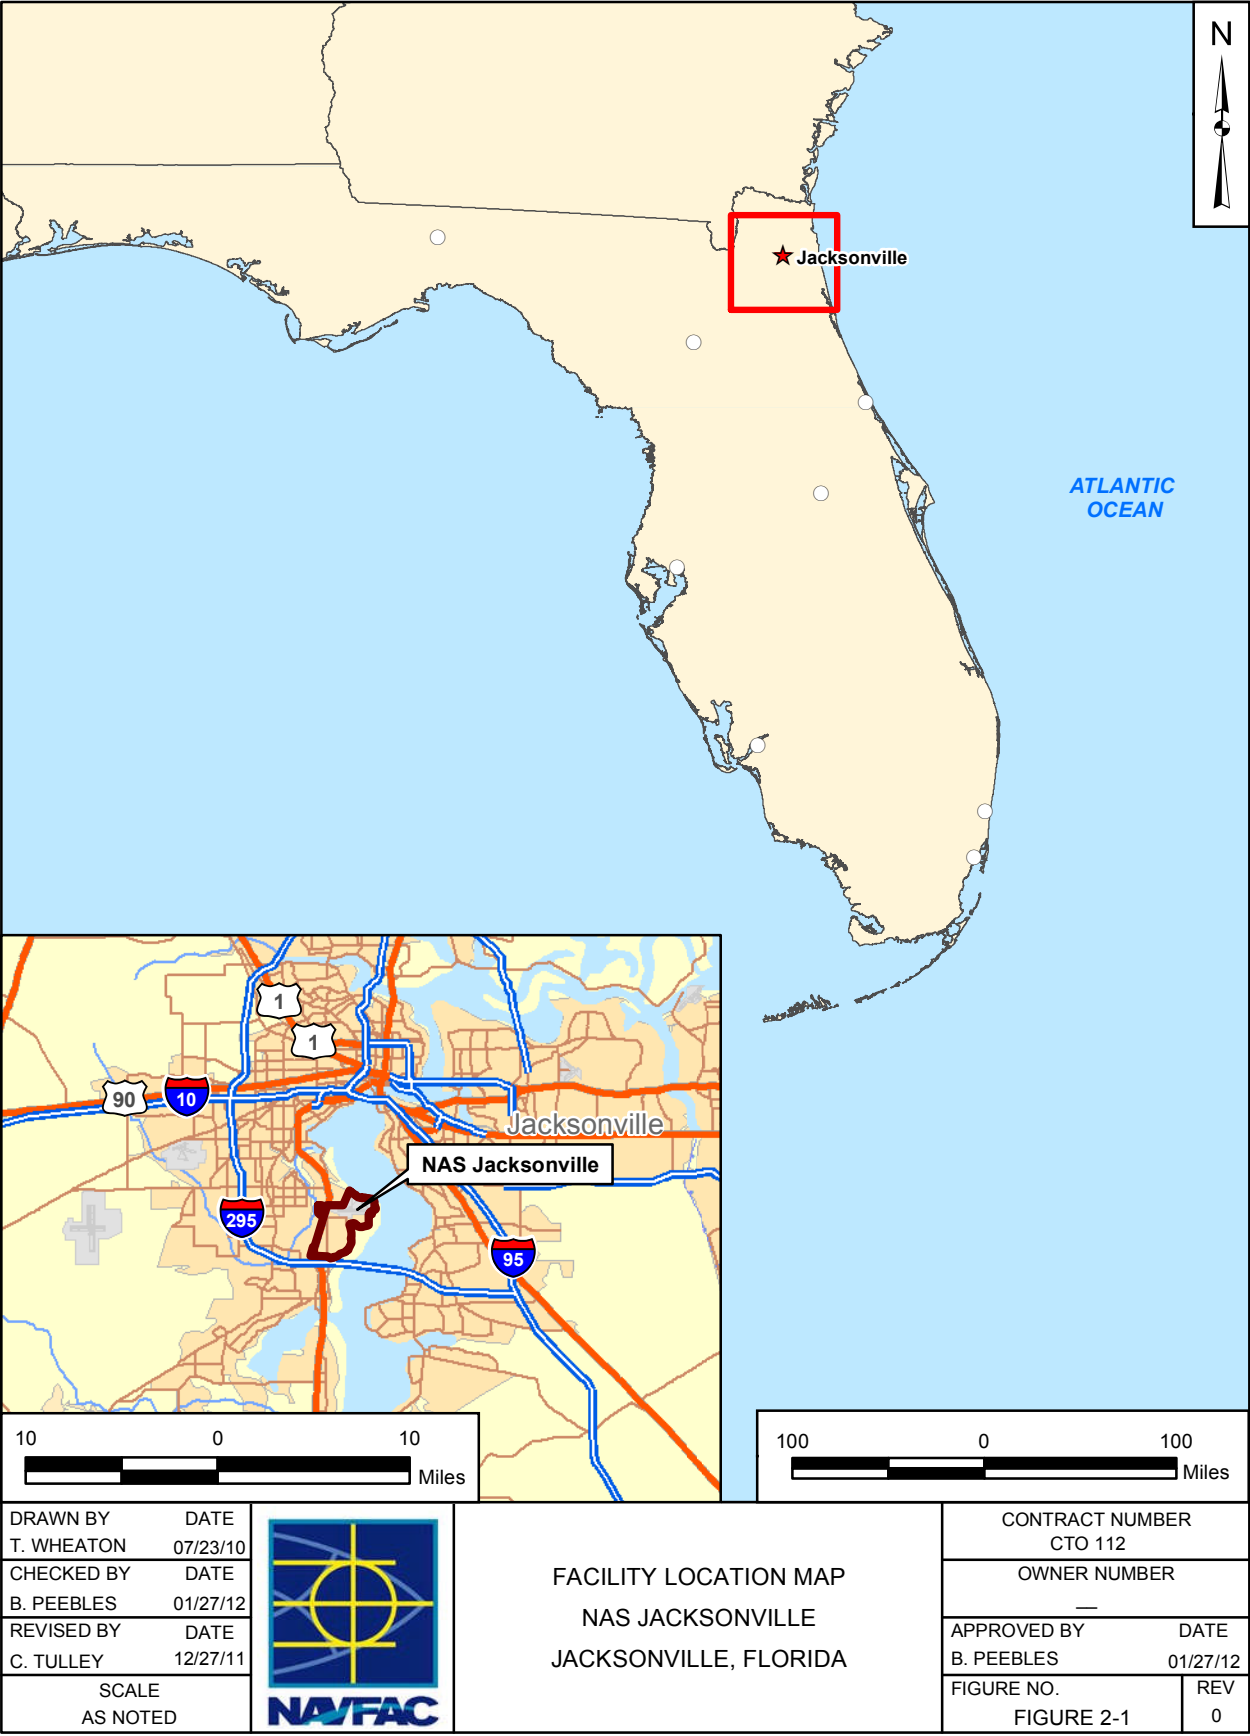 N
Jacksonville
ATLANTIC
OCEAN
1
1
90
10
Jacksonville
NAS Jacksonville
295
95
10 0 10
Miles
100 0 100
Miles
DRAWN BY DATE
T. WHEATON 07/23/10
CHECKED BY DATE
B. PEEBLES 01/27/12
REVISED BY DATE
C. TULLEY 12/27/11
SCALE
AS NOTED
NAVFAC
FACILITY LOCATION MAP
NAS JACKSONVILLE
JACKSONVILLE, FLORIDA
CONTRACT NUMBER
CTO 112
OWNER NUMBER
__
APPROVED BY DATE
B. PEEBLES 01/27/12
FIGURE NO. REV
FIGURE 2-1 0